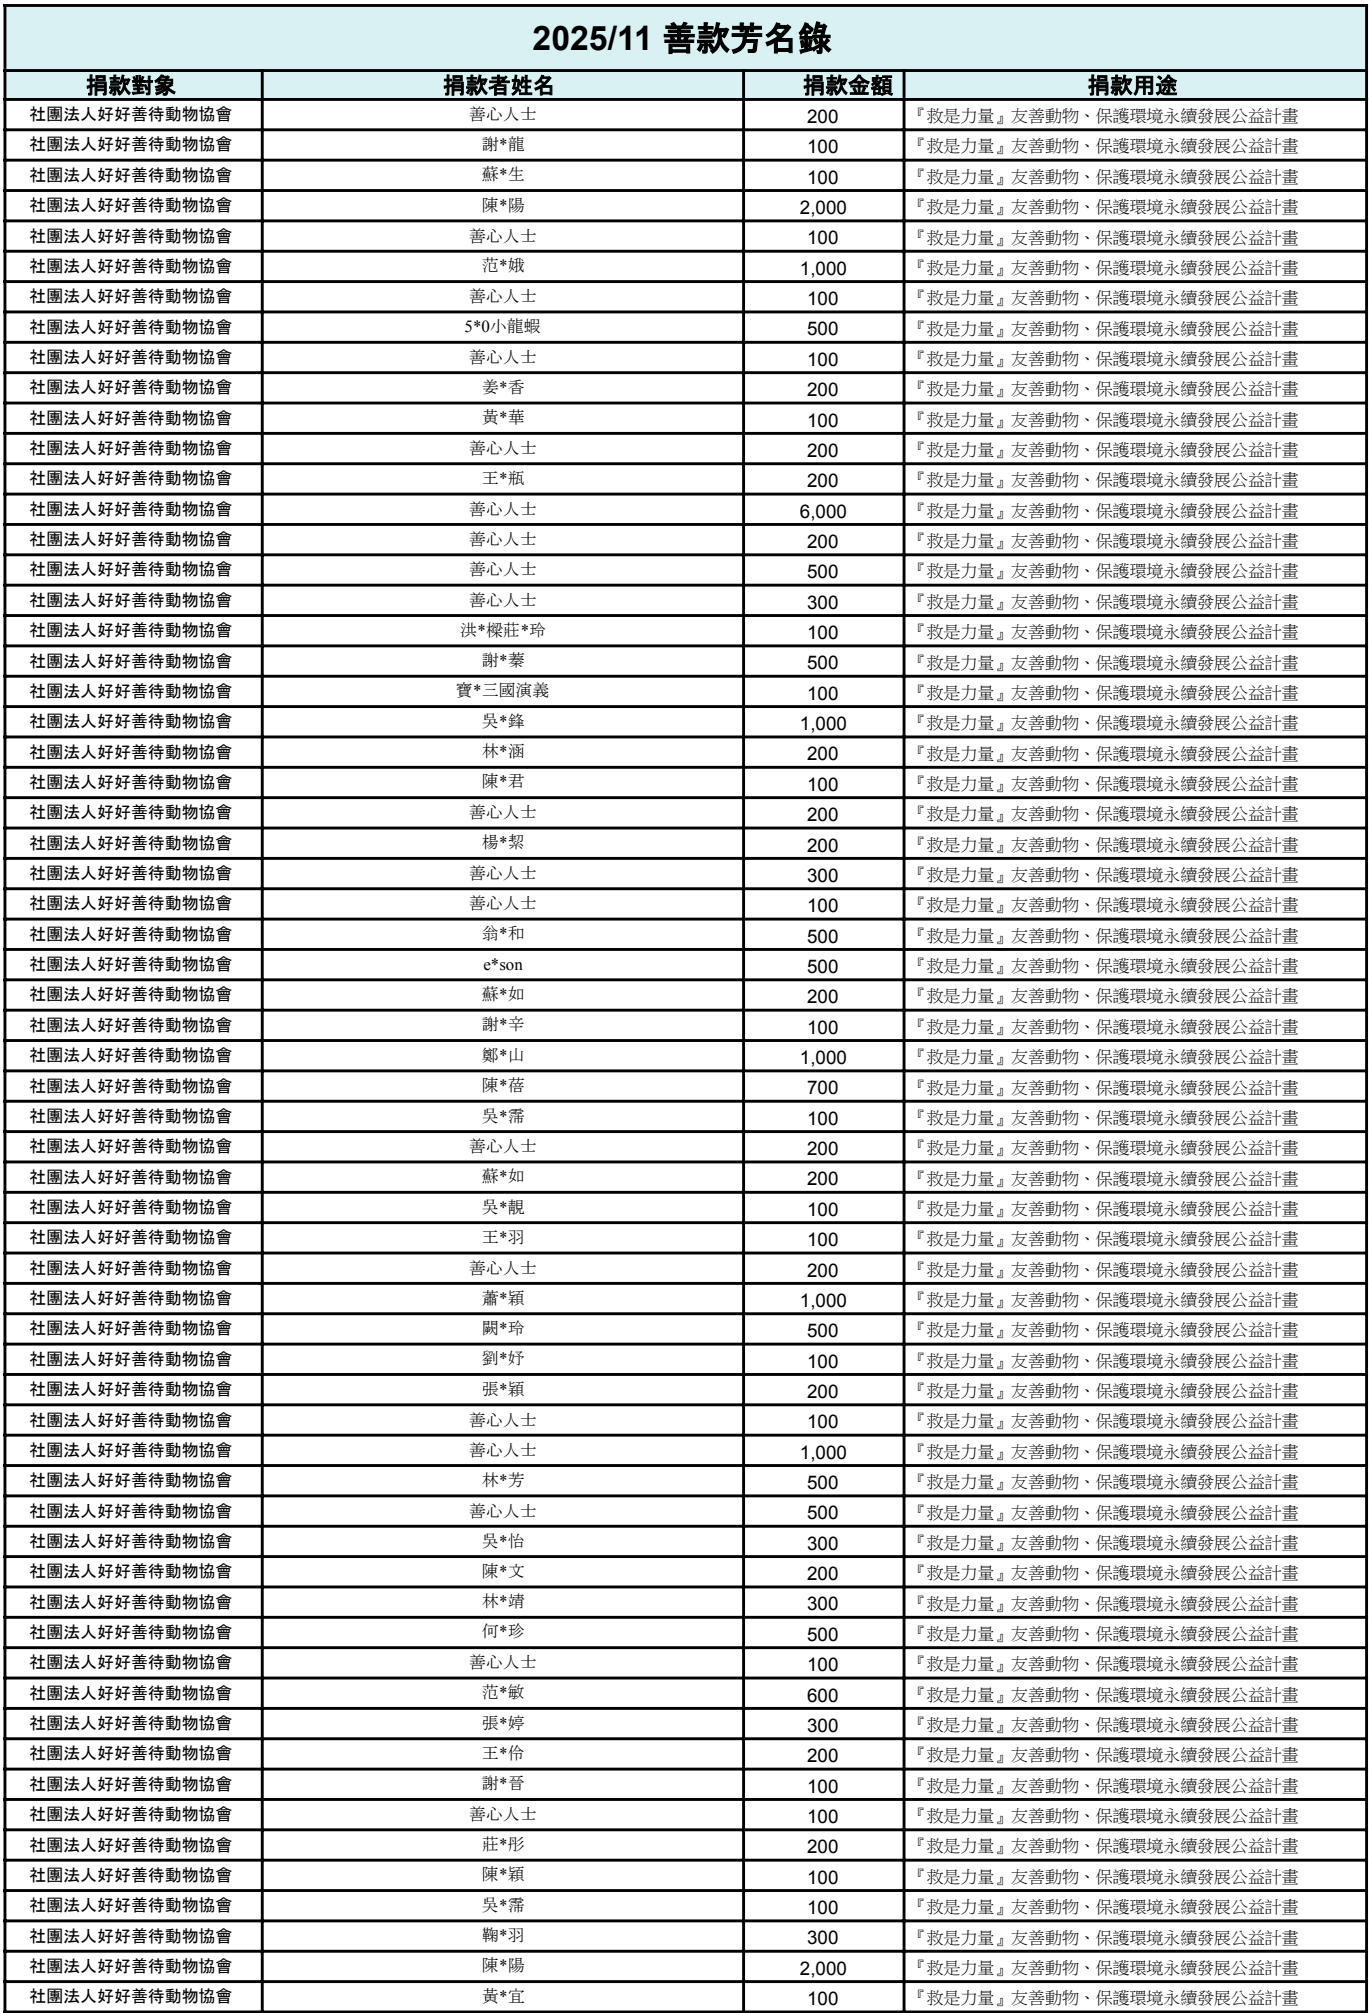 2025/11 善款芳名錄
捐款對象 捐款者姓名 捐款金額 捐款用途
社團法人好好善待動物協會 善心人士 200 『救是力量』友善動物、保護環境永續發展公益計畫
社團法人好好善待動物協會 謝*龍 100 『救是力量』友善動物、保護環境永續發展公益計畫
社團法人好好善待動物協會 蘇*生 100 『救是力量』友善動物、保護環境永續發展公益計畫
社團法人好好善待動物協會 陳*陽 2,000 『救是力量』友善動物、保護環境永續發展公益計畫
社團法人好好善待動物協會 善心人士 100 『救是力量』友善動物、保護環境永續發展公益計畫
社團法人好好善待動物協會 范*娥 1,000 『救是力量』友善動物、保護環境永續發展公益計畫
社團法人好好善待動物協會 善心人士 100 『救是力量』友善動物、保護環境永續發展公益計畫
社團法人好好善待動物協會 5*0小龍蝦 500 『救是力量』友善動物、保護環境永續發展公益計畫
社團法人好好善待動物協會 善心人士 100 『救是力量』友善動物、保護環境永續發展公益計畫
社團法人好好善待動物協會 姜*香 200 『救是力量』友善動物、保護環境永續發展公益計畫
社團法人好好善待動物協會 黃*華 100 『救是力量』友善動物、保護環境永續發展公益計畫
社團法人好好善待動物協會 善心人士 200 『救是力量』友善動物、保護環境永續發展公益計畫
社團法人好好善待動物協會 王*瓶 200 『救是力量』友善動物、保護環境永續發展公益計畫
社團法人好好善待動物協會 善心人士 6,000 『救是力量』友善動物、保護環境永續發展公益計畫
社團法人好好善待動物協會 善心人士 200 『救是力量』友善動物、保護環境永續發展公益計畫
社團法人好好善待動物協會 善心人士 500 『救是力量』友善動物、保護環境永續發展公益計畫
社團法人好好善待動物協會 善心人士 300 『救是力量』友善動物、保護環境永續發展公益計畫
社團法人好好善待動物協會 洪*樑莊*玲 100 『救是力量』友善動物、保護環境永續發展公益計畫
社團法人好好善待動物協會 謝*蓁 500 『救是力量』友善動物、保護環境永續發展公益計畫
社團法人好好善待動物協會 寶*三國演義 100 『救是力量』友善動物、保護環境永續發展公益計畫
社團法人好好善待動物協會 吳*鋒 1,000 『救是力量』友善動物、保護環境永續發展公益計畫
社團法人好好善待動物協會 林*涵 200 『救是力量』友善動物、保護環境永續發展公益計畫
社團法人好好善待動物協會 陳*君 100 『救是力量』友善動物、保護環境永續發展公益計畫
社團法人好好善待動物協會 善心人士 200 『救是力量』友善動物、保護環境永續發展公益計畫
社團法人好好善待動物協會 楊*絜 200 『救是力量』友善動物、保護環境永續發展公益計畫
社團法人好好善待動物協會 善心人士 300 『救是力量』友善動物、保護環境永續發展公益計畫
社團法人好好善待動物協會 善心人士 100 『救是力量』友善動物、保護環境永續發展公益計畫
社團法人好好善待動物協會 翁*和 500 『救是力量』友善動物、保護環境永續發展公益計畫
社團法人好好善待動物協會 e*son 500 『救是力量』友善動物、保護環境永續發展公益計畫
社團法人好好善待動物協會 蘇*如 200 『救是力量』友善動物、保護環境永續發展公益計畫
社團法人好好善待動物協會 謝*辛 100 『救是力量』友善動物、保護環境永續發展公益計畫
社團法人好好善待動物協會 鄭*山 1,000 『救是力量』友善動物、保護環境永續發展公益計畫
社團法人好好善待動物協會 陳*蓓 700 『救是力量』友善動物、保護環境永續發展公益計畫
社團法人好好善待動物協會 吳*霈 100 『救是力量』友善動物、保護環境永續發展公益計畫
社團法人好好善待動物協會 善心人士 200 『救是力量』友善動物、保護環境永續發展公益計畫
社團法人好好善待動物協會 蘇*如 200 『救是力量』友善動物、保護環境永續發展公益計畫
社團法人好好善待動物協會 吳*靚 100 『救是力量』友善動物、保護環境永續發展公益計畫
社團法人好好善待動物協會 王*羽 100 『救是力量』友善動物、保護環境永續發展公益計畫
社團法人好好善待動物協會 善心人士 200 『救是力量』友善動物、保護環境永續發展公益計畫
社團法人好好善待動物協會 蕭*穎 1,000 『救是力量』友善動物、保護環境永續發展公益計畫
社團法人好好善待動物協會 闕*玲 500 『救是力量』友善動物、保護環境永續發展公益計畫
社團法人好好善待動物協會 劉*妤 100 『救是力量』友善動物、保護環境永續發展公益計畫
社團法人好好善待動物協會 張*穎 200 『救是力量』友善動物、保護環境永續發展公益計畫
社團法人好好善待動物協會 善心人士 100 『救是力量』友善動物、保護環境永續發展公益計畫
社團法人好好善待動物協會 善心人士 1,000 『救是力量』友善動物、保護環境永續發展公益計畫
社團法人好好善待動物協會 林*芳 500 『救是力量』友善動物、保護環境永續發展公益計畫
社團法人好好善待動物協會 善心人士 500 『救是力量』友善動物、保護環境永續發展公益計畫
社團法人好好善待動物協會 吳*怡 300 『救是力量』友善動物、保護環境永續發展公益計畫
社團法人好好善待動物協會 陳*文 200 『救是力量』友善動物、保護環境永續發展公益計畫
社團法人好好善待動物協會 林*靖 300 『救是力量』友善動物、保護環境永續發展公益計畫
社團法人好好善待動物協會 何*珍 500 『救是力量』友善動物、保護環境永續發展公益計畫
社團法人好好善待動物協會 善心人士 100 『救是力量』友善動物、保護環境永續發展公益計畫
社團法人好好善待動物協會 范*敏 600 『救是力量』友善動物、保護環境永續發展公益計畫
社團法人好好善待動物協會 張*婷 300 『救是力量』友善動物、保護環境永續發展公益計畫
社團法人好好善待動物協會 王*伶 200 『救是力量』友善動物、保護環境永續發展公益計畫
社團法人好好善待動物協會 謝*晉 100 『救是力量』友善動物、保護環境永續發展公益計畫
社團法人好好善待動物協會 善心人士 100 『救是力量』友善動物、保護環境永續發展公益計畫
社團法人好好善待動物協會 莊*彤 200 『救是力量』友善動物、保護環境永續發展公益計畫
社團法人好好善待動物協會 陳*穎 100 『救是力量』友善動物、保護環境永續發展公益計畫
社團法人好好善待動物協會 吳*霈 100 『救是力量』友善動物、保護環境永續發展公益計畫
社團法人好好善待動物協會 鞠*羽 300 『救是力量』友善動物、保護環境永續發展公益計畫
社團法人好好善待動物協會 陳*陽 2,000 『救是力量』友善動物、保護環境永續發展公益計畫
社團法人好好善待動物協會 黃*宜 100 『救是力量』友善動物、保護環境永續發展公益計畫